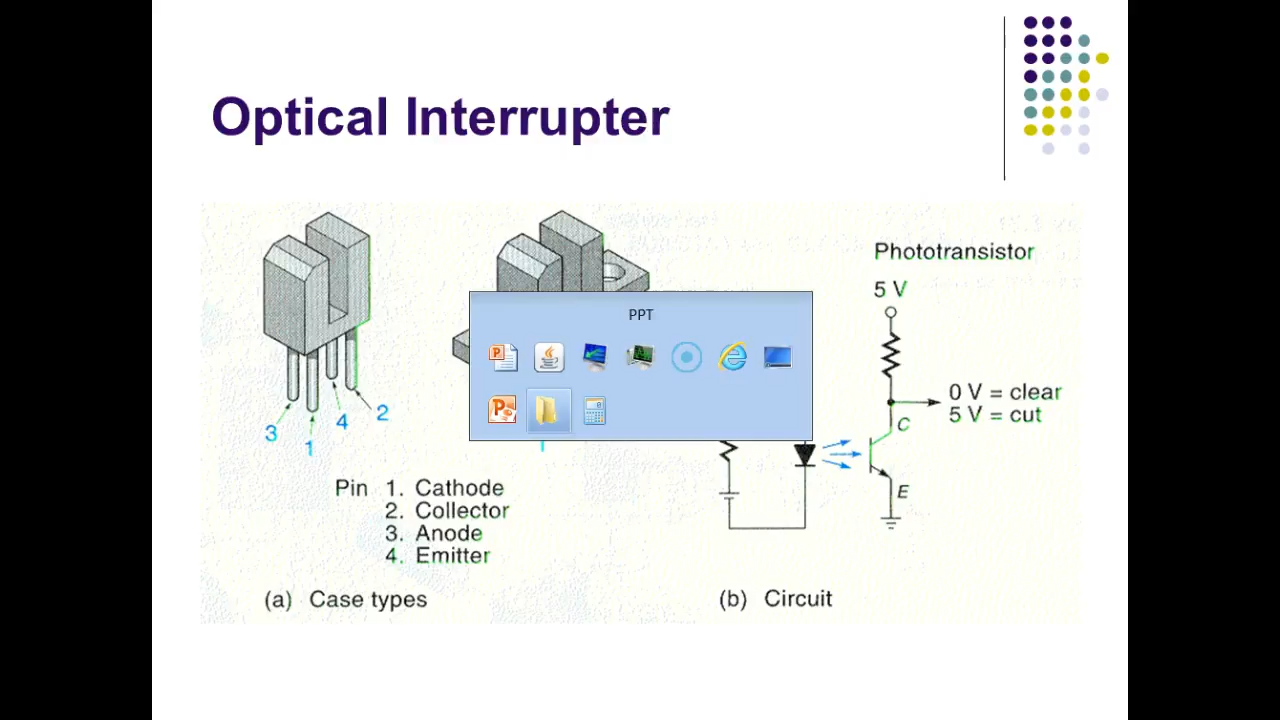 Optical Interrupter
Phototransistor
5 V
PPT
0 V = clear
5 V = cut
C
E
3
1
4
2
1
Pin 1. Cathode
2. Collector
3. Anode
4. Emitter
(a) Case types
(b) Circuit